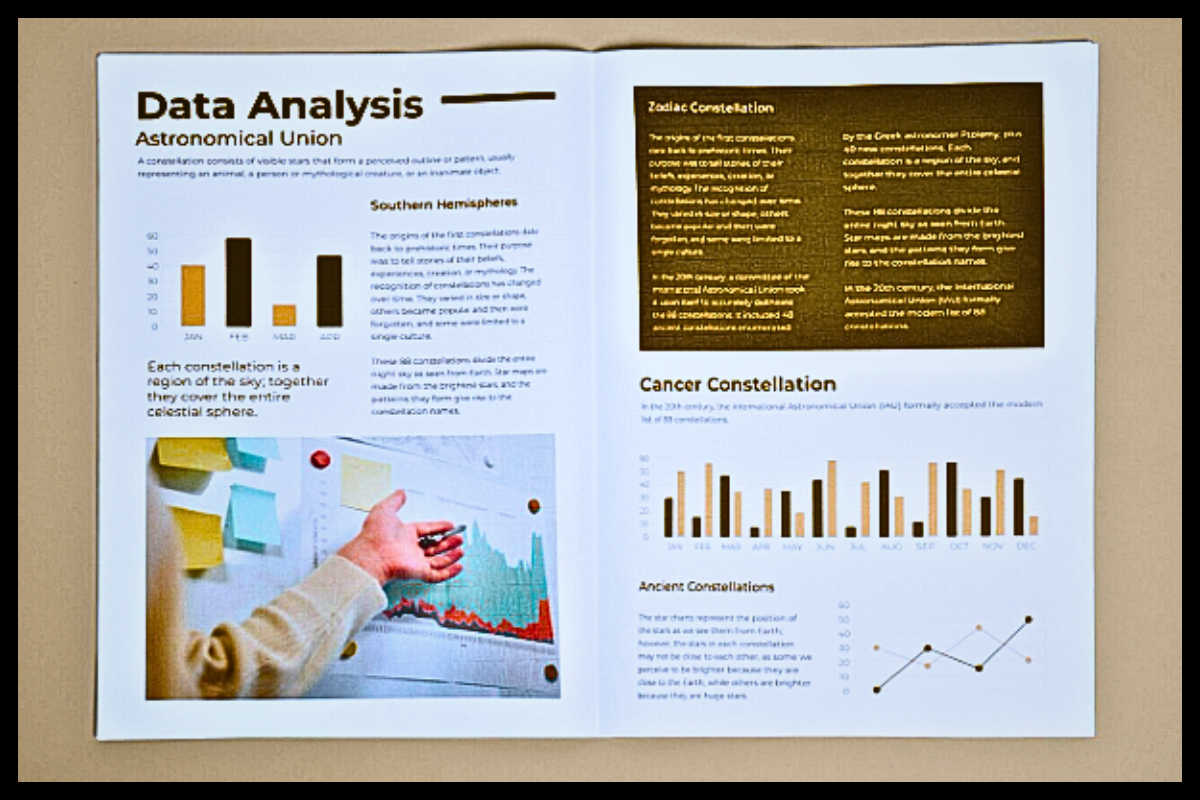 Data Analysis
Astronomical Union
A constellation consists of visible stars that form a perceived outline or pattern, usually
representing an animal, a person or mythological creature, or an inanimate object.
Southern Hemispheres
60
50
40
30
20
10
0
JAN FEB MAR APR
The origins of the first constellations date
back to prehistoric times. Their purpose
was to tell stories of their beliefs,
experiences, creation, or mythology. The
recognition of constellations has changed
over time. They varied in size or shape,
others became popular and then were
forgotten, and some were limited to a
single culture.
These 88 constellations divide the entire
night sky as seen from Earth. Star maps are
made from the brightest stars, and the
patterns they form give rise to the
constellation names.
Each constellation is a
region of the sky; together
they cover the entire
celestial sphere.
Zodiac Constellation
The origins of the first constellations
date back to prehistoric times. Their
purpose was to tell stories of their
beliefs, experiences, creation, or
mythology. The recognition of
constellations has changed over time.
They varied in size or shape, others
became popular and then were
forgotten, and some were limited to a
single culture.
In the 20th century, a committee of the
International Astronomical Union took
it upon itself to accurately
the 88 constellations. It included 48
ancient constellations enumerated
by the Greek astronomer Ptolemy, plus
40 new constellations. Each
constellation is a region of the sky, and
together they cover the entire celestial
sphere.
These 88 constellations divide the
entire night sky as seen from Earth.
Star maps are made from the brightest
stars, and the patterns they form give
rise to the constellation names.
In the 20th century, the International
Astronomical Union (IAU) formally
accepted the modern list of 88
constellations.
Cancer Constellation
In the 20th century, the International Astronomical Union (IAU) formally accepted the modern
list of 88 constellations.
60
50
40
30
20
10
0
JAN FEB MAR APR MAY JUN JUL AUG SEP OCT NOV DEC
Ancient Constellations
The star charts represent the position of
the stars as we see them from Earth;
however, the stars in each constellation
may not be close to each other, as some we
perceive to be brighter because they are
close to the Earth, while others are brighter
because they are huge stars.
60
50
40
30
20
10
0